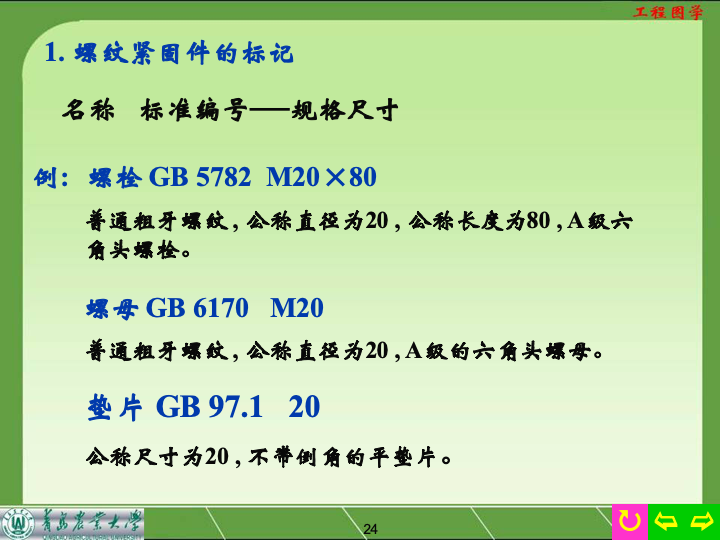 工程图学
1. 螺纹紧固件的标记
名称 标准编号──规格尺寸
例： 螺栓 GB 5782 M20×80
普通粗牙螺纹 , 公称直径为20 , 公称长度为80 , A级六
角头螺栓。
螺母 GB 6170 M20
普通粗牙螺纹 , 公称直径为20 , A级的六角头螺母。
垫片 GB 97.1 20
公称尺寸为20 , 不带倒角的平垫片。
青岛农业大学
24